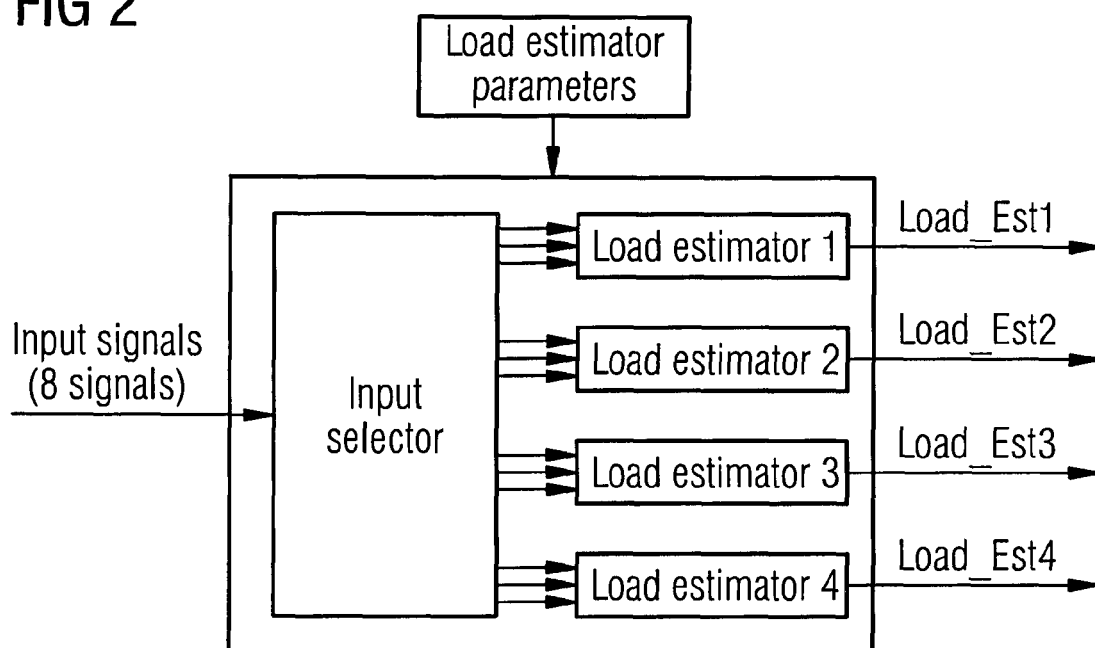 FIG 2
Load estimator
parameters
Load_Est1
Load estimator 1
Input signals
(8 signals)
Input
selector
Load_Est2
Load estimator 2
Load_Est3
Load estimator 3
Load_Est4
Load estimator 4